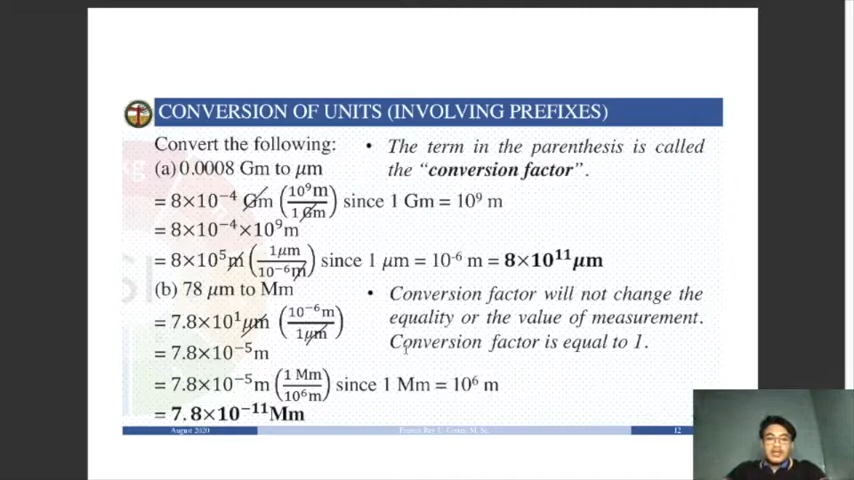 CONVERSION OF UNITS (INVOLVING PREFIXES)
Convert the following:
(a) 0.0008 Gm to μm
= 8×10⁻⁴ Gm (10⁹m / 1 Gm) since 1 Gm = 10⁹ m
= 8×10⁻⁴×10⁹m
= 8×10⁵m (1μm / 10⁻⁶m) since 1 μm = 10⁻⁶ m = 8×10¹¹μm
(b) 78 μm to Mm
= 7.8×10¹μm (10⁻⁶m / 1μm)
= 7.8×10⁻⁵m
= 7.8×10⁻⁵m (1 Mm / 10⁶m) since 1 Mm = 10⁶ m
= 7.8×10⁻¹¹Mm
• The term in the parenthesis is called
the “conversion factor”.
• Conversion factor will not change the
equality or the value of measurement.
Conversion factor is equal to 1.
August 2020
12